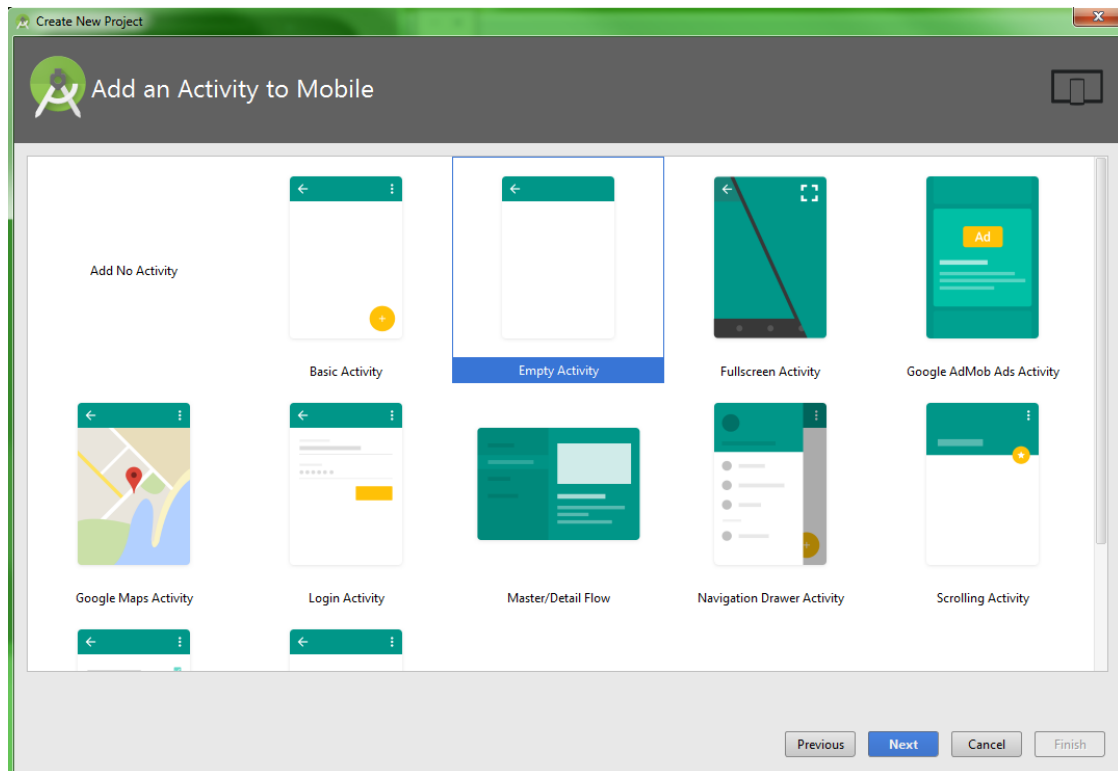 Create New Project
Add an Activity to Mobile
Add No Activity
Basic Activity
Empty Activity
Fullscreen Activity
Ad
Google AdMob Ads Activity
Google Maps Activity
Login Activity
Master/Detail Flow
Navigation Drawer Activity
Scrolling Activity
Previous
Next
Cancel
Finish